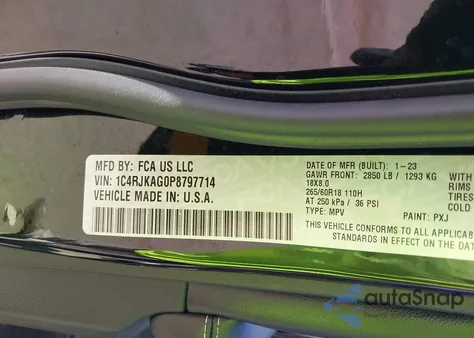 MFD BY: FCA US LLC
VIN: 1C4RJKAG0P8797714
VEHICLE MADE IN: U.S.A.
DATE OF MFR (BUILT): 1-23
GAWR FRONT: 2850 LB / 1293 KG WITH
18X8.0 RIMS
265/60R18 110H TIRES
AT 250 kPa / 36 PSI COLD
TYPE: MPV PAINT: PXJ
THIS VEHICLE CONFORMS TO ALL
STANDARDS IN EFFECT ON THE DATE
autoSnap